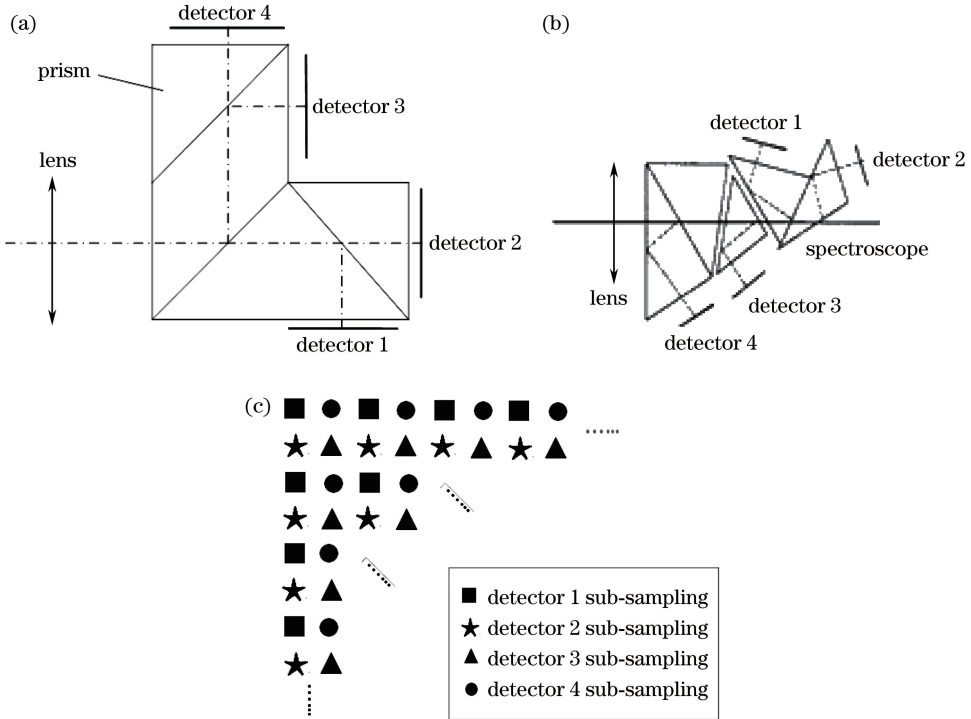 (a)
detector 4
prism
detector 3
lens
detector 2
detector 1
(b)
detector 1
detector 2
spectroscope
lens
detector 3
detector 4
(c)
detector 1 sub-sampling
detector 2 sub-sampling
detector 3 sub-sampling
detector 4 sub-sampling